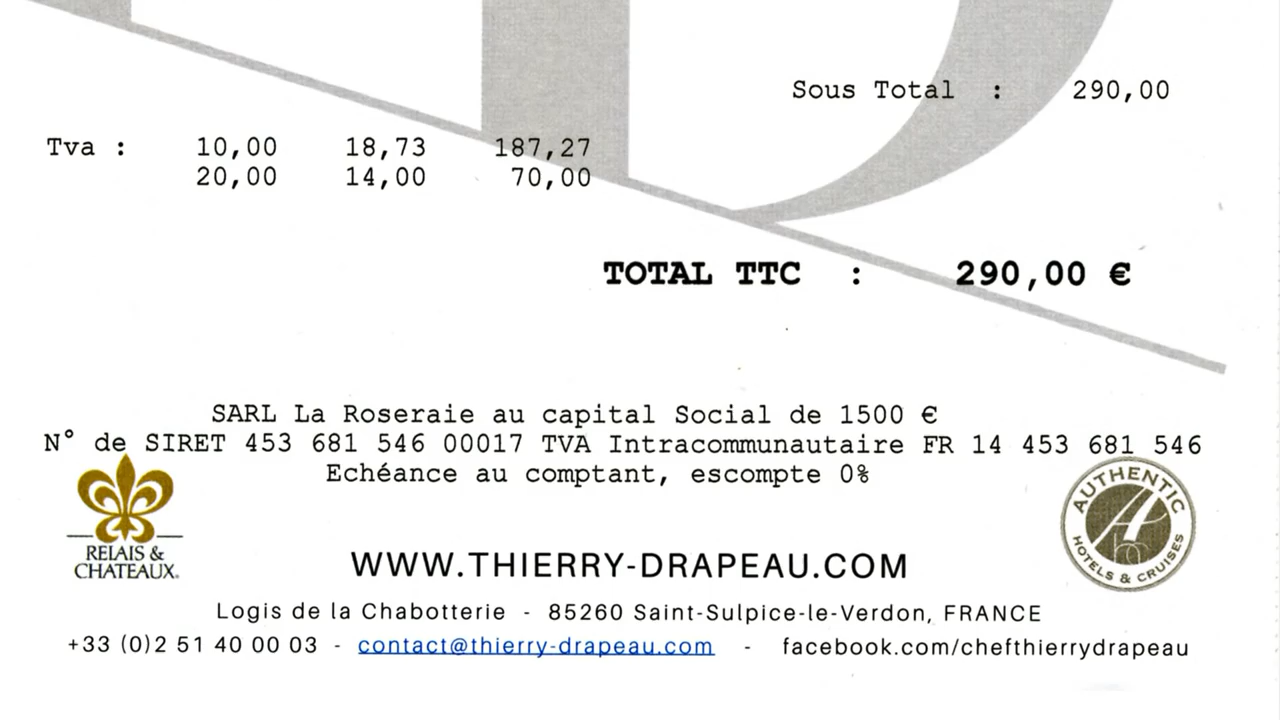 Sous Total : 290,00
Tva : 10,00 18,73 187,27
20,00 14,00 70,00
TOTAL TTC : 290,00 €
SARL La Roseraie au capital Social de 1500 €
N° de SIRET 453 681 546 00017 TVA Intracommunautaire FR 14 453 681 546
Echéance au comptant, escompte 0%
RELAIS &
CHATEAUX
AUTHENTIC
HOTELS & CRUISES
WWW.THIERRY-DRAPEAU.COM
Logis de la Chabotterie - 85260 Saint-Sulpice-le-Verdon, FRANCE
+33 (0)2 51 40 00 03 - contact@thierry-drapeau.com - facebook.com/chefthierrydrapeau